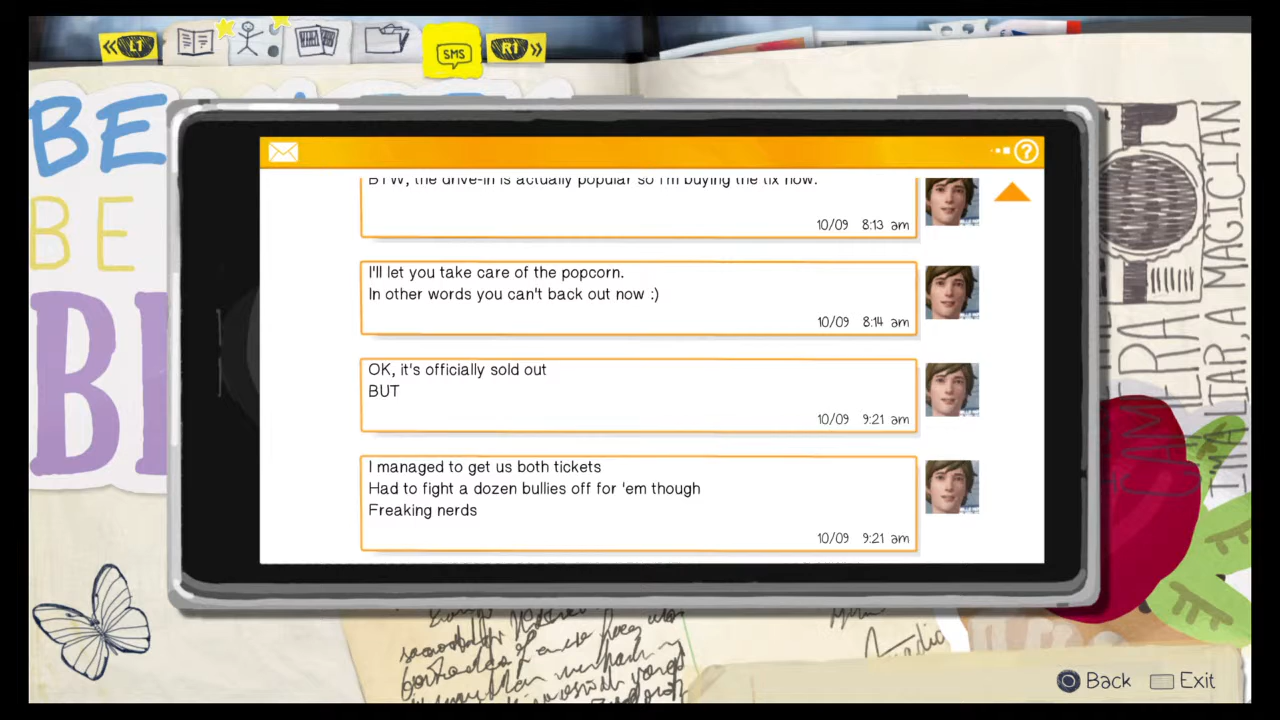 L1
SMS
R1
BE
BE
BTW, the drive-in is actually popular so I'm buying the tix now.
10/09 8:13 am
I'll let you take care of the popcorn.
In other words you can't back out now :)
10/09 8:14 am
OK, it's officially sold out
BUT
10/09 9:21 am
I managed to get us both tickets
Had to fight a dozen bullies off for 'em though
Freaking nerds
10/09 9:21 am
?
LIAR, A MAGICIAN
Back
Exit